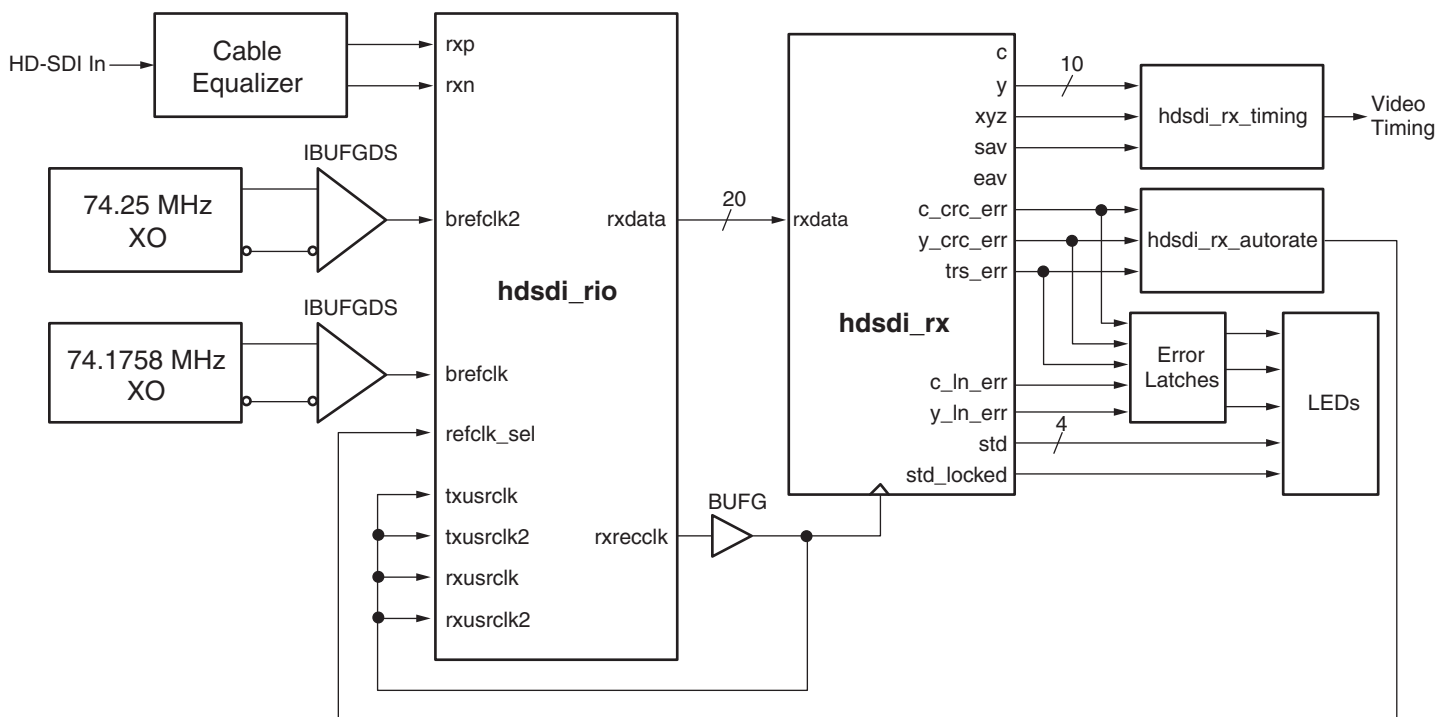 HD-SDI In
Cable
Equalizer
rxp
rxn
IBUFGDS
74.25 MHz
XO
brefclk2
IBUFGDS
74.1758 MHz
XO
brefclk
refclk_sel
txusrclk
txusrclk2
rxusrclk
rxusrclk2
hdsdi_rio
rxdata
rxrecclk
20
BUFG
rxdata
hdsdi_rx
c
y
xyz
sav
eav
c_crc_err
y_crc_err
trs_err
c_ln_err
y_ln_err
std
std_locked
10
hdsdi_rx_timing
Video
Timing
hdsdi_rx_autorate
Error
Latches
4
LEDs